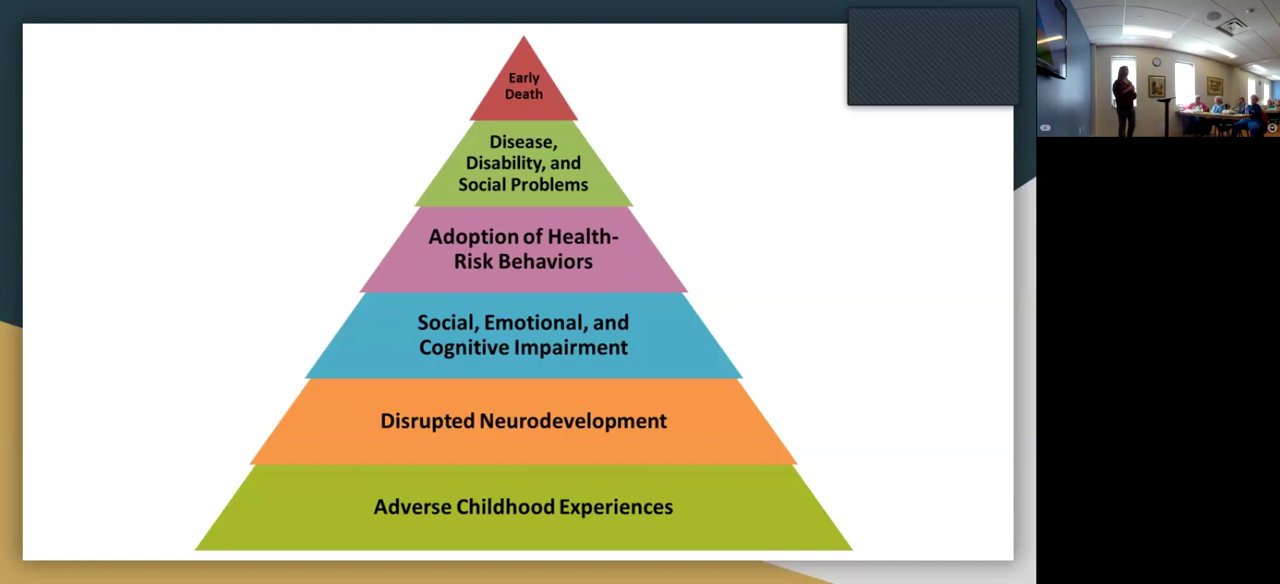 Early
Death
Disease,
Disability, and
Social Problems
Adoption of Health-
Risk Behaviors
Social, Emotional, and
Cognitive Impairment
Disrupted Neurodevelopment
Adverse Childhood Experiences